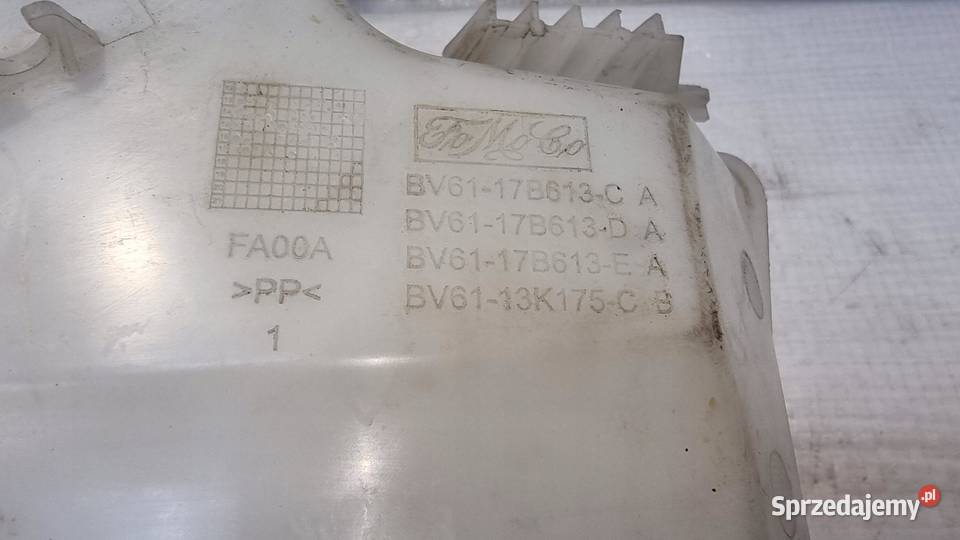 FoMoCo
BV61-17B613-C A
BV61-17B613-D A
BV61-17B613-E A
BV61-13K175-C B
FA00A
>PP<
1
Sprzedajemy.pl